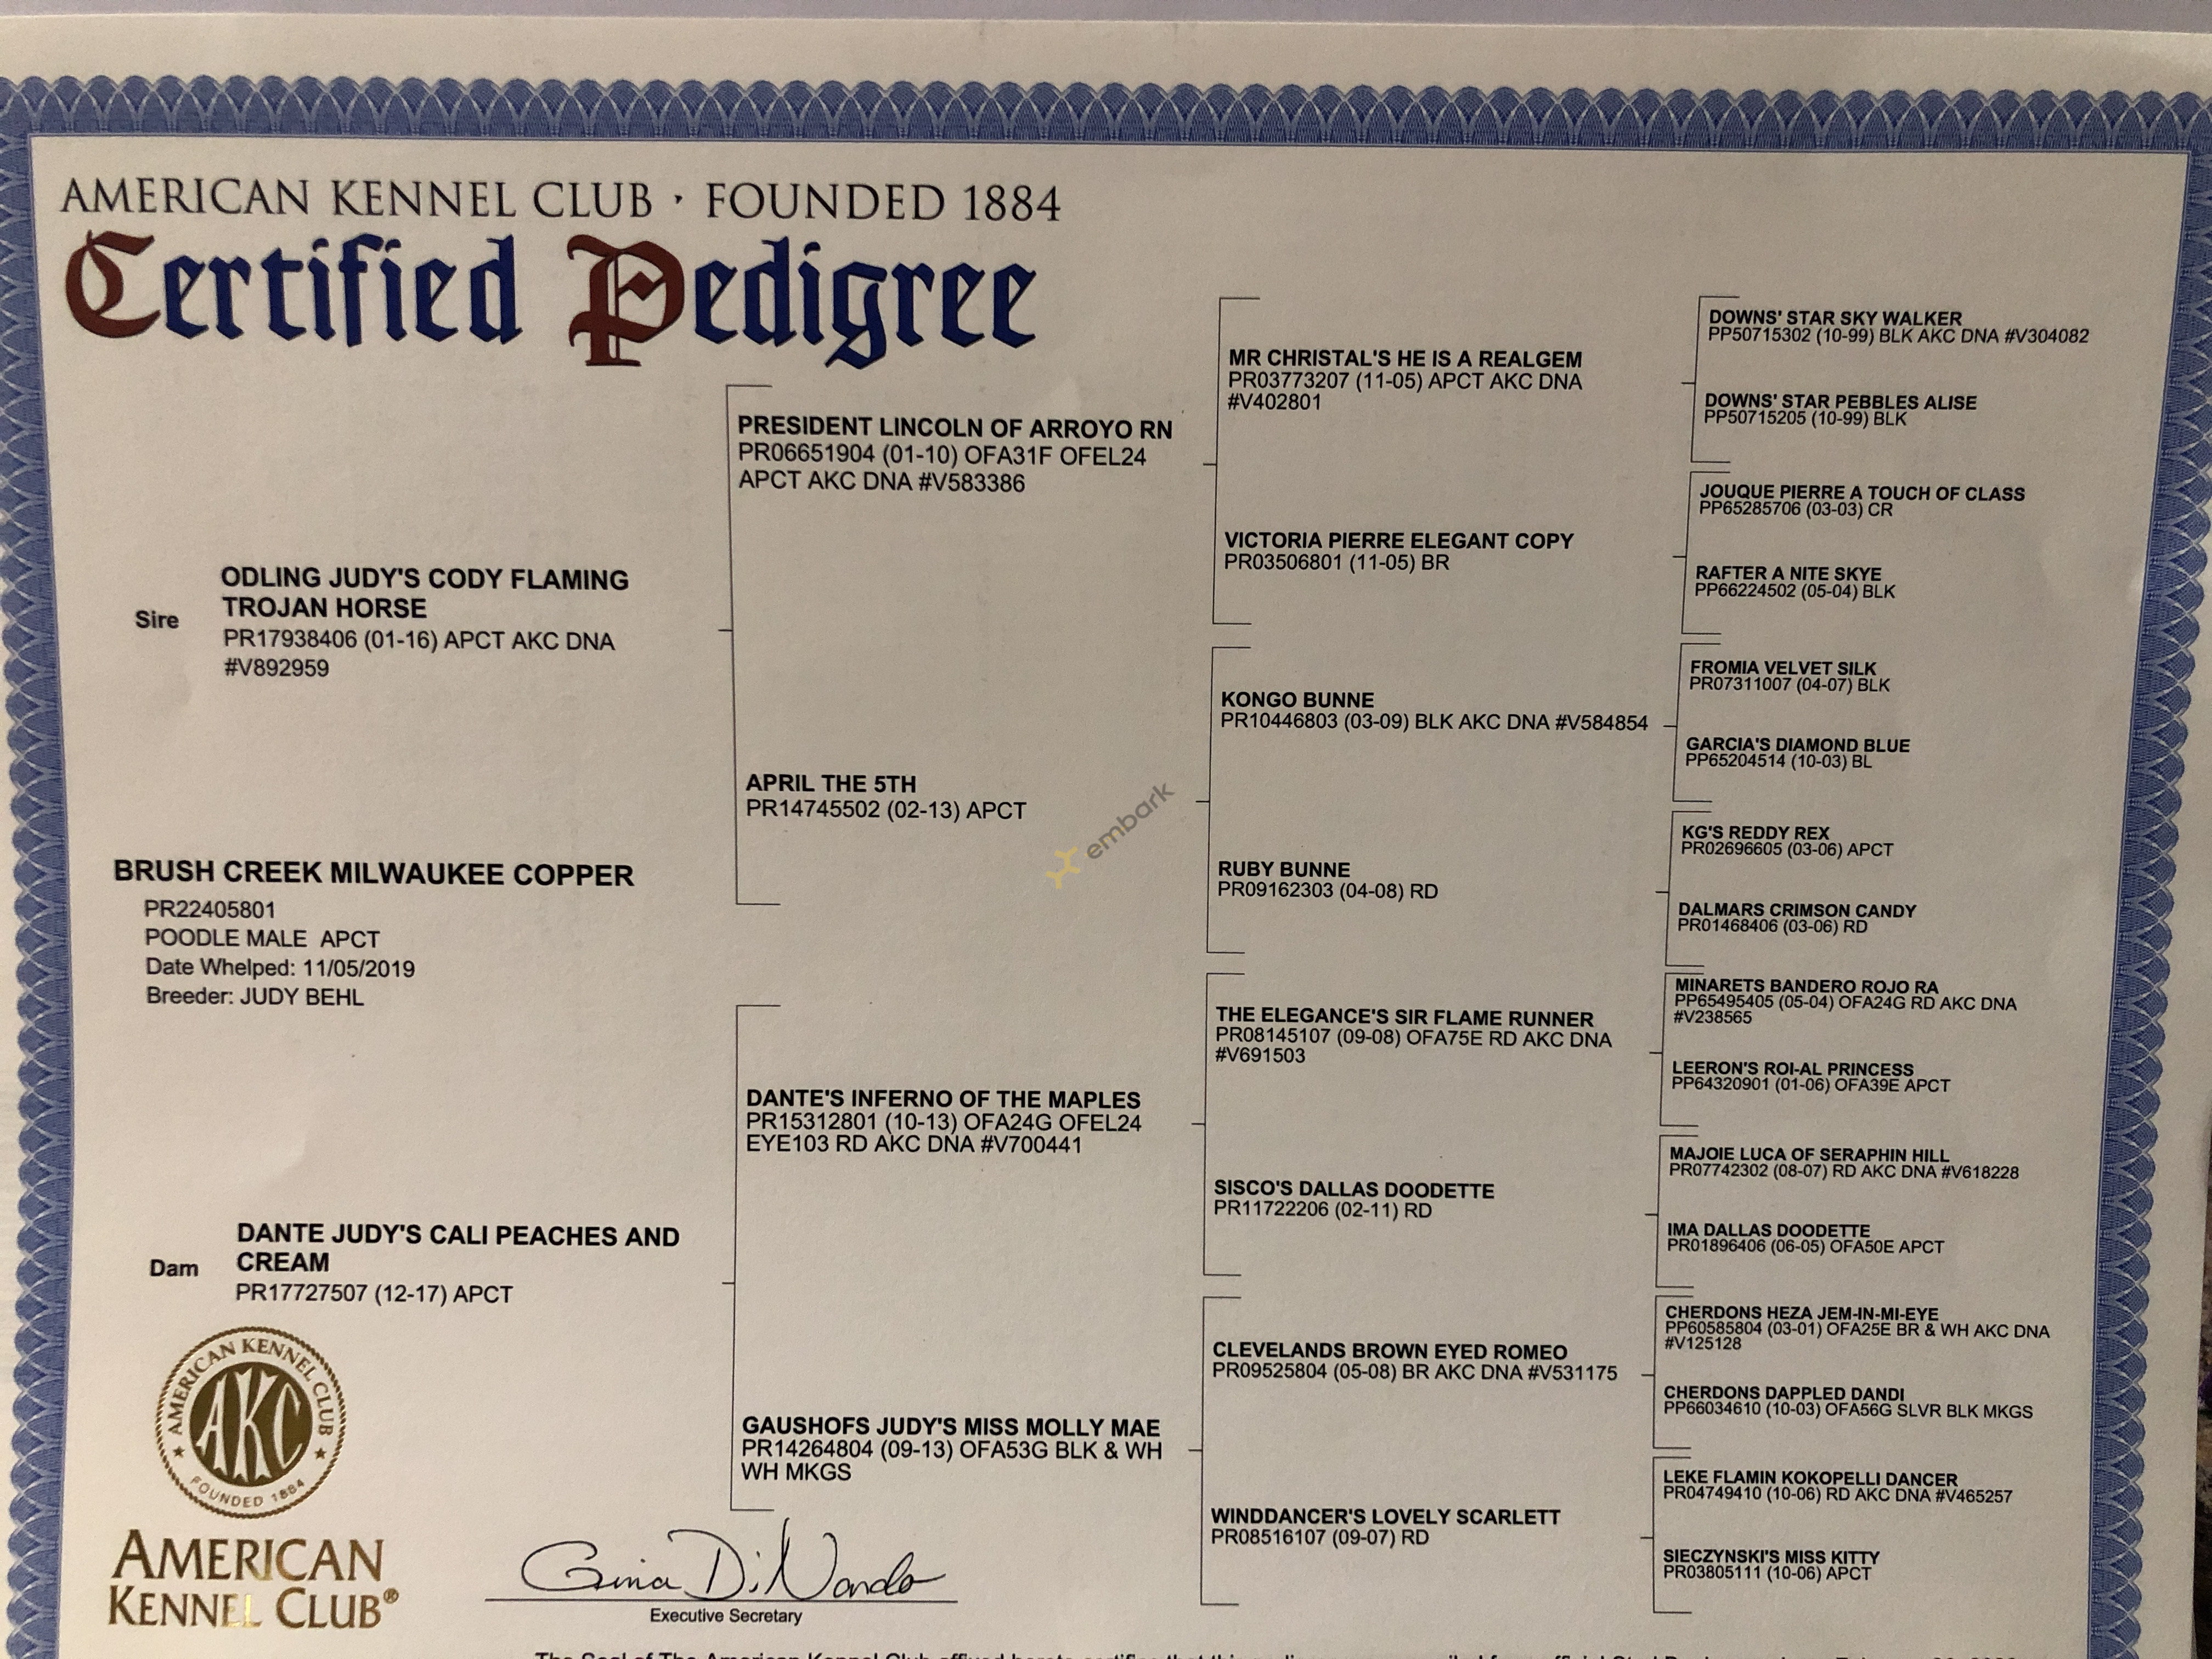 AMERICAN KENNEL CLUB · FOUNDED 1884
Certified Pedigree
Sire
ODLING JUDY'S CODY FLAMING
TROJAN HORSE
PR17938406 (01-16) APCT AKC DNA
#V892959
BRUSH CREEK MILWAUKEE COPPER
PR22405801
POODLE MALE APCT
Date Whelped: 11/05/2019
Breeder: JUDY BEHL
Dam
DANTE JUDY'S CALI PEACHES AND
CREAM
PR17727507 (12-17) APCT
PRESIDENT LINCOLN OF ARROYO RN
PR06651904 (01-10) OFA31F OFEL24
APCT AKC DNA #V583386
APRIL THE 5TH
PR14745502 (02-13) APCT
DANTE'S INFERNO OF THE MAPLES
PR15312801 (10-13) OFA24G OFEL24
EYE103 RD AKC DNA #V700441
GAUSHOFS JUDY'S MISS MOLLY MAE
PR14264804 (09-13) OFA53G BLK & WH
WH MKGS
MR CHRISTAL'S HE IS A REALGEM
PR03773207 (11-05) APCT AKC DNA
#V402801
VICTORIA PIERRE ELEGANT COPY
PR03506801 (11-05) BR
KONGO BUNNE
PR10446803 (03-09) BLK AKC DNA #V584854
RUBY BUNNE
PR09162303 (04-08) RD
THE ELEGANCE'S SIR FLAME RUNNER
PR08145107 (09-08) OFA75E RD AKC DNA
#V691503
SISCO'S DALLAS DOODETTE
PR11722206 (02-11) RD
CLEVELANDS BROWN EYED ROMEO
PR09525804 (05-08) BR AKC DNA #V531175
WINDDANCER'S LOVELY SCARLETT
PR08516107 (09-07) RD
DOWNS' STAR SKY WALKER
PP50715302 (10-99) BLK AKC DNA #V304082
DOWNS' STAR PEBBLES ALISE
PP50715205 (10-99) BLK
JOUQUE PIERRE A TOUCH OF CLASS
PP65285706 (03-03) CR
RAFTER A NITE SKYE
PP66224502 (05-04) BLK
FROMIA VELVET SILK
PR07311007 (04-07) BLK
GARCIA'S DIAMOND BLUE
PP65204514 (10-03) BL
KG'S REDDY REX
PR02696605 (03-06) APCT
DALMARS CRIMSON CANDY
PR01468406 (03-06) RD
MINARETS BANDERO ROJO RA
PP65495405 (05-04) OFA24G RD AKC DNA
#V238565
LEERON'S ROI-AL PRINCESS
PP64320901 (01-06) OFA39E APCT
MAJOIE LUCA OF SERAPHIN HILL
PR07742302 (08-07) RD AKC DNA #V618228
IMA DALLAS DOODETTE
PR01896406 (06-05) OFA50E APCT
CHERDONS HEZA JEM-IN-MI-EYE
PP60585804 (03-01) OFA25E BR & WH AKC DNA
#V125128
CHERDONS DAPPLED DANDI
PP66034610 (10-03) OFA56G SLVR BLK MKGS
LEKE FLAMIN KOKOPELLI DANCER
PR04749410 (10-06) RD AKC DNA #V465257
SIECZYNSKI'S MISS KITTY
PR03805111 (10-06) APCT
embark
AMERICAN KENNEL CLUB
AKC
FOUNDED 1884
AMERICAN
KENNEL CLUB®
Gina DiNardo
Executive Secretary
The Seal of The American Kennel Club affixed hereto certifies that this